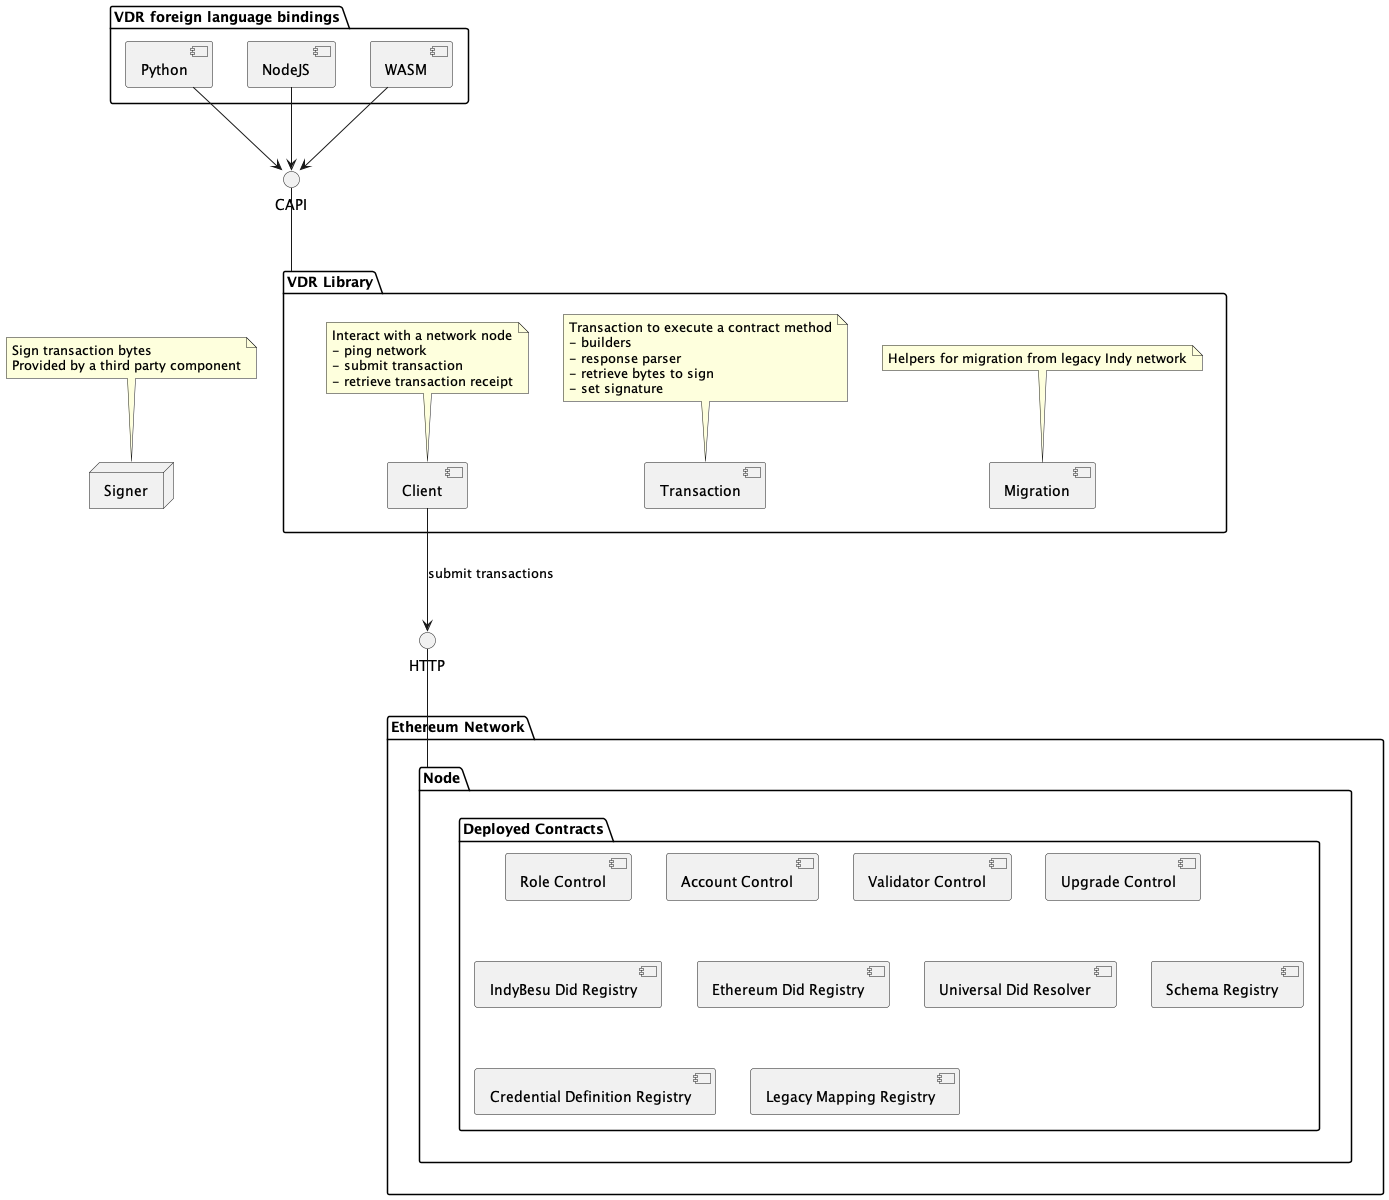 VDR foreign language bindings
Python
NodeJS
WASM
CAPI
VDR Library
Sign transaction bytes
Provided by a third party component
Interact with a network node
- ping network
- submit transaction
- retrieve transaction receipt
Transaction to execute a contract method
- builders
- response parser
- retrieve bytes to sign
- set signature
Helpers for migration from legacy Indy network
Signer
Client
Transaction
Migration
submit transactions
HTTP
Ethereum Network
Node
Deployed Contracts
Role Control
Account Control
Validator Control
Upgrade Control
IndyBesu Did Registry
Ethereum Did Registry
Universal Did Resolver
Schema Registry
Credential Definition Registry
Legacy Mapping Registry